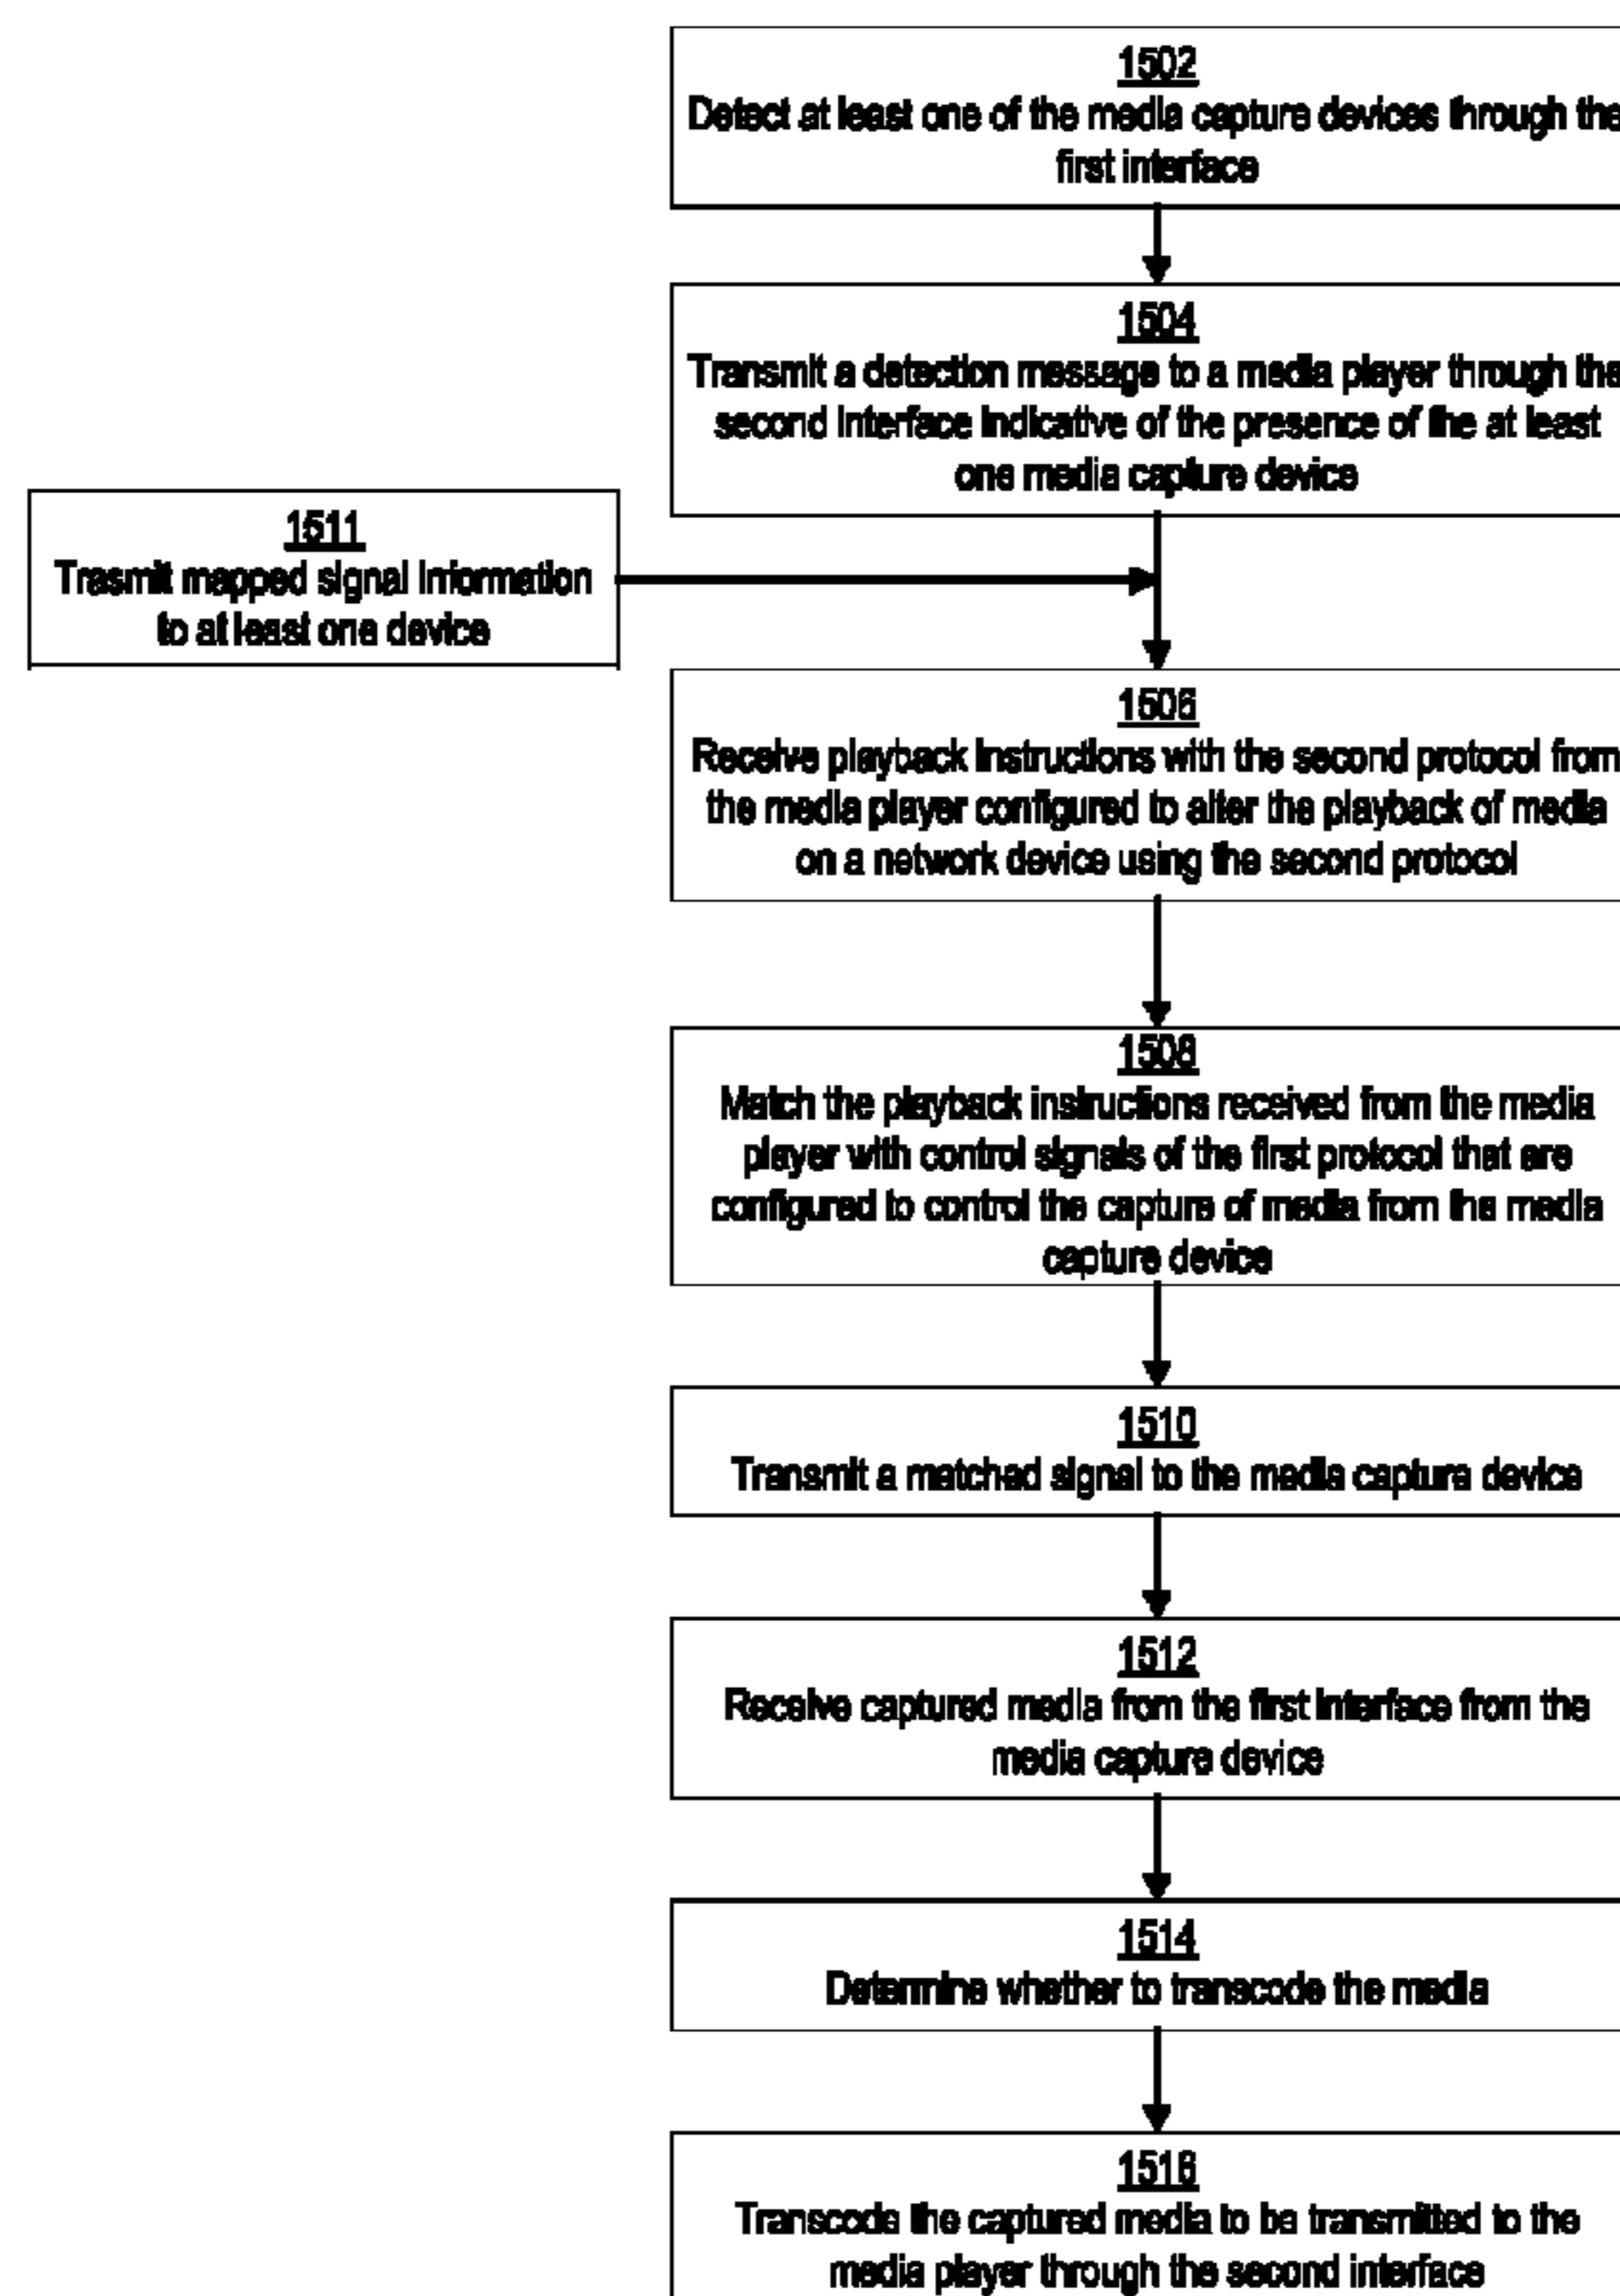 1502
Detect at least one of the media capture devices through the
first interface
1504
Transmit a detection message to a media player through the
second interface indicative of the presence of the at least
one media capture device
1511
Trasmit mapped signal information
to at least one device
1506
Receive playback instructions with the second protocol from
the media player configured to alter the playback of media
on a network device using the second protocol
1508
Match the playback instructions received from the media
player with control signals of the first protocol that are
configured to control the capture of media from the media
capture device
1510
Transmit a matched signal to the media capture device
1512
Receive captured media from the first interface from the
media capture device
1514
Determine whether to transcode the media
1516
Transcode the captured media to be transmitted to the
media player through the second interface